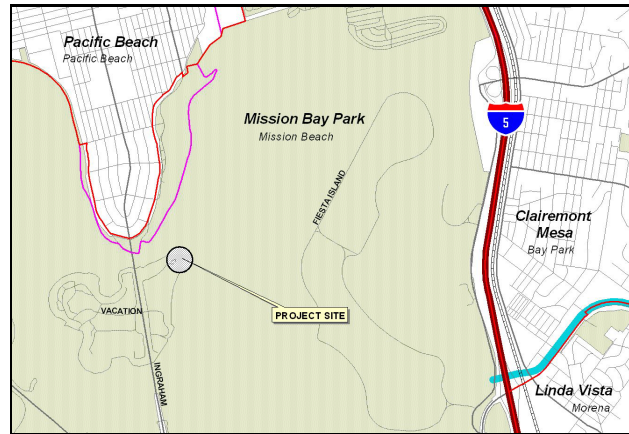 Pacific Beach
Pacific Beach
Mission Bay Park
Mission Beach
5
FIESTA ISLAND
Clairemont
Mesa
Bay Park
VACATION
PROJECT SITE
INGRAHAM
Linda Vista
Morena